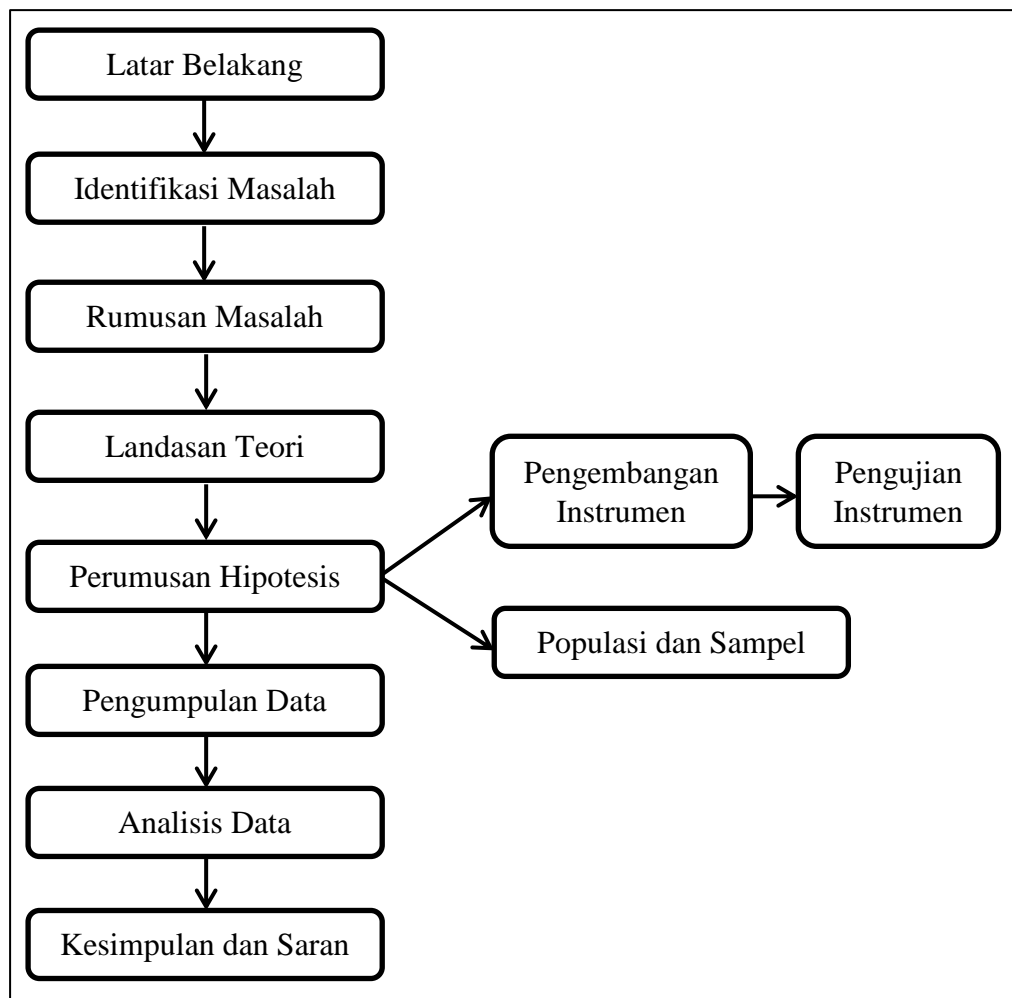 Latar Belakang
Identifikasi Masalah
Rumusan Masalah
Landasan Teori
Pengembangan
Instrumen
Pengujian
Instrumen
Perumusan Hipotesis
Populasi dan Sampel
Pengumpulan Data
Analisis Data
Kesimpulan dan Saran